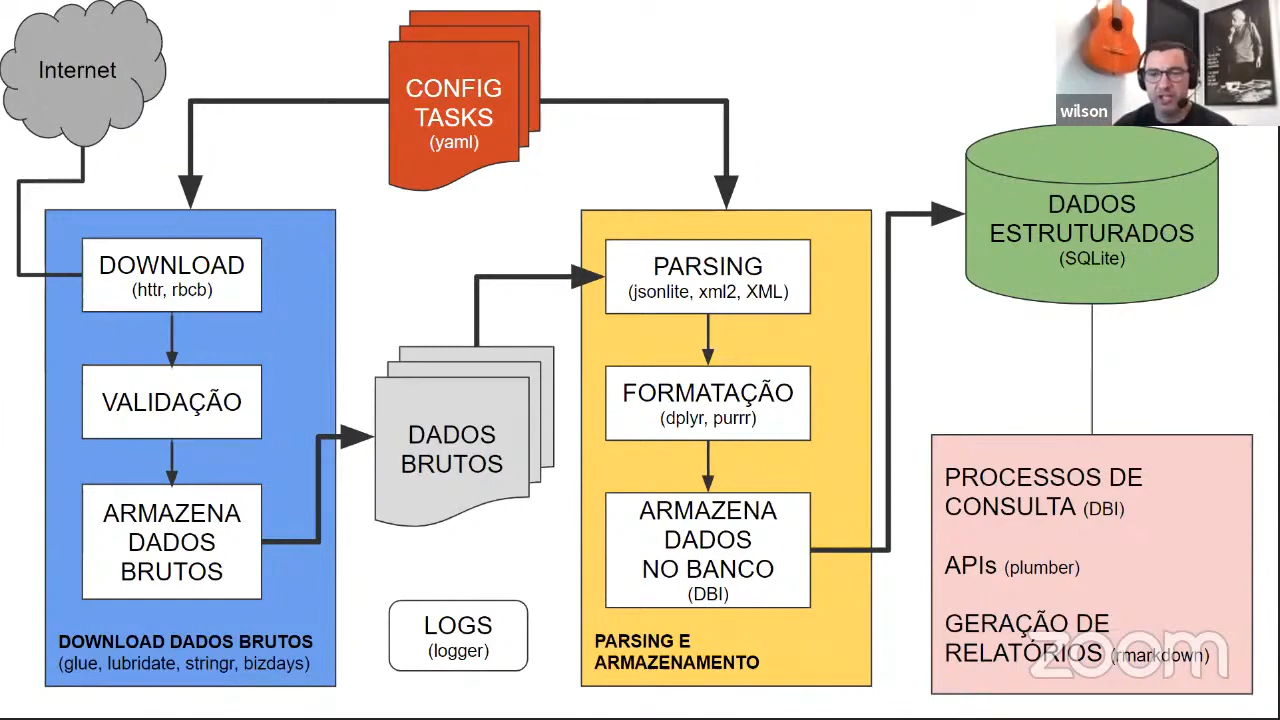 Internet
CONFIG
TASKS
(yaml)
wilson
DOWNLOAD
(httr, rbcb)
VALIDAÇÃO
ARMAZENA
DADOS
BRUTOS
DOWNLOAD DADOS BRUTOS
(glue, lubridate, stringr, bizdays)
DADOS
BRUTOS
LOGS
(logger)
PARSING
(jsonlite, xml2, XML)
FORMATAÇÃO
(dplyr, purrr)
ARMAZENA
DADOS
NO BANCO
(DBI)
PARSING E
ARMAZENAMENTO
DADOS
ESTRUTURADOS
(SQLite)
PROCESSOS DE
CONSULTA (DBI)
APIs (plumber)
GERAÇÃO DE
RELATÓRIOS (rmarkdown)
zoom